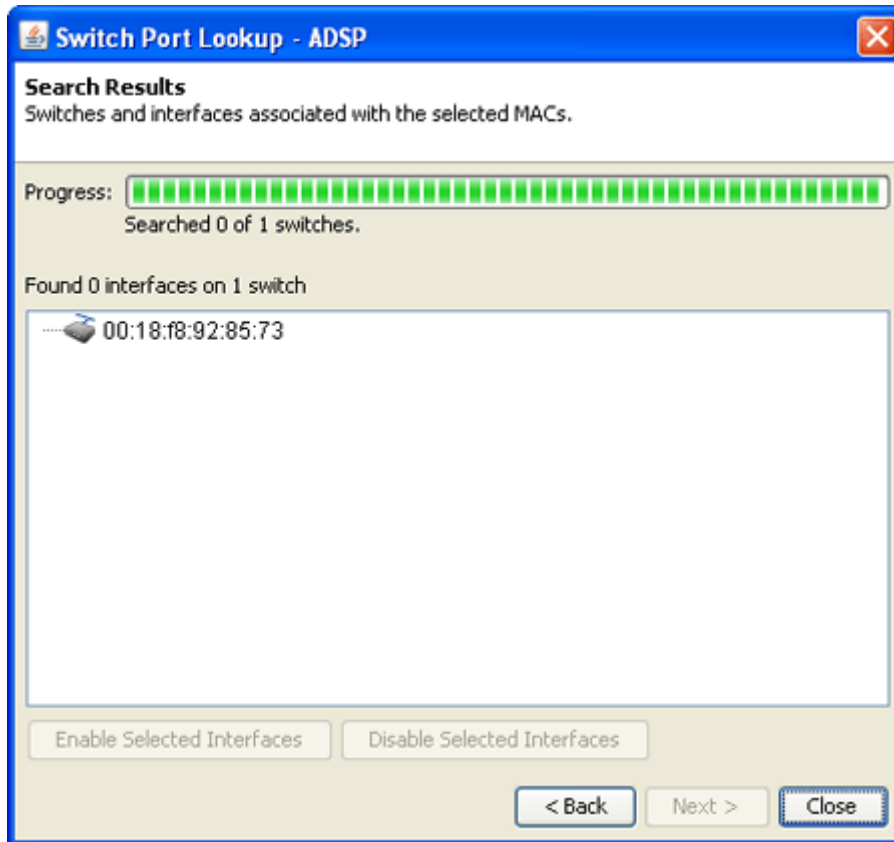 Switch Port Lookup - ADSP
Search Results
Switches and interfaces associated with the selected MACs.
Progress:
Searched 0 of 1 switches.
Found 0 interfaces on 1 switch
00:18:f8:92:85:73
Enable Selected Interfaces Disable Selected Interfaces
< Back Next > Close